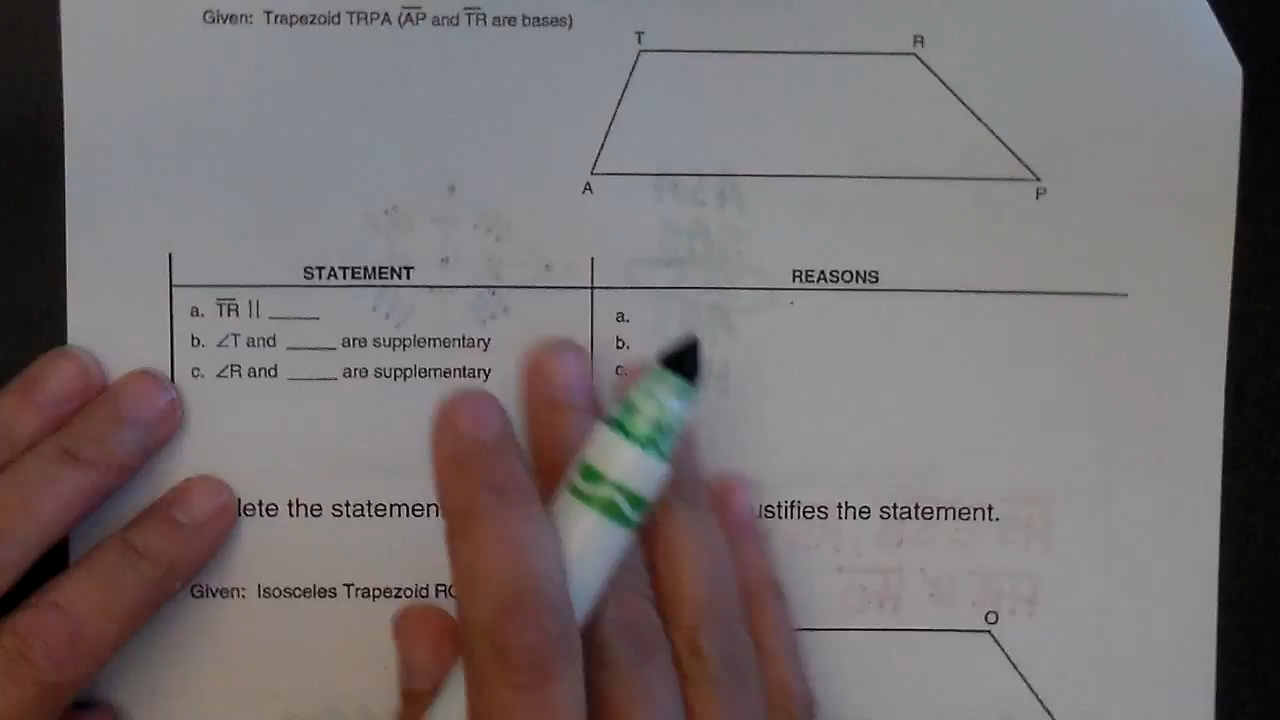 Given: Trapezoid TRPA (AP and TR are bases)
T
R
A
P
STATEMENT
REASONS
a. TR ||
a.
b. ∠T and _____ are supplementary
b.
c. ∠R and _____ are supplementary
c.
lete the statemen
ustifies the statement.
Given: Isosceles Trapezoid RO
O